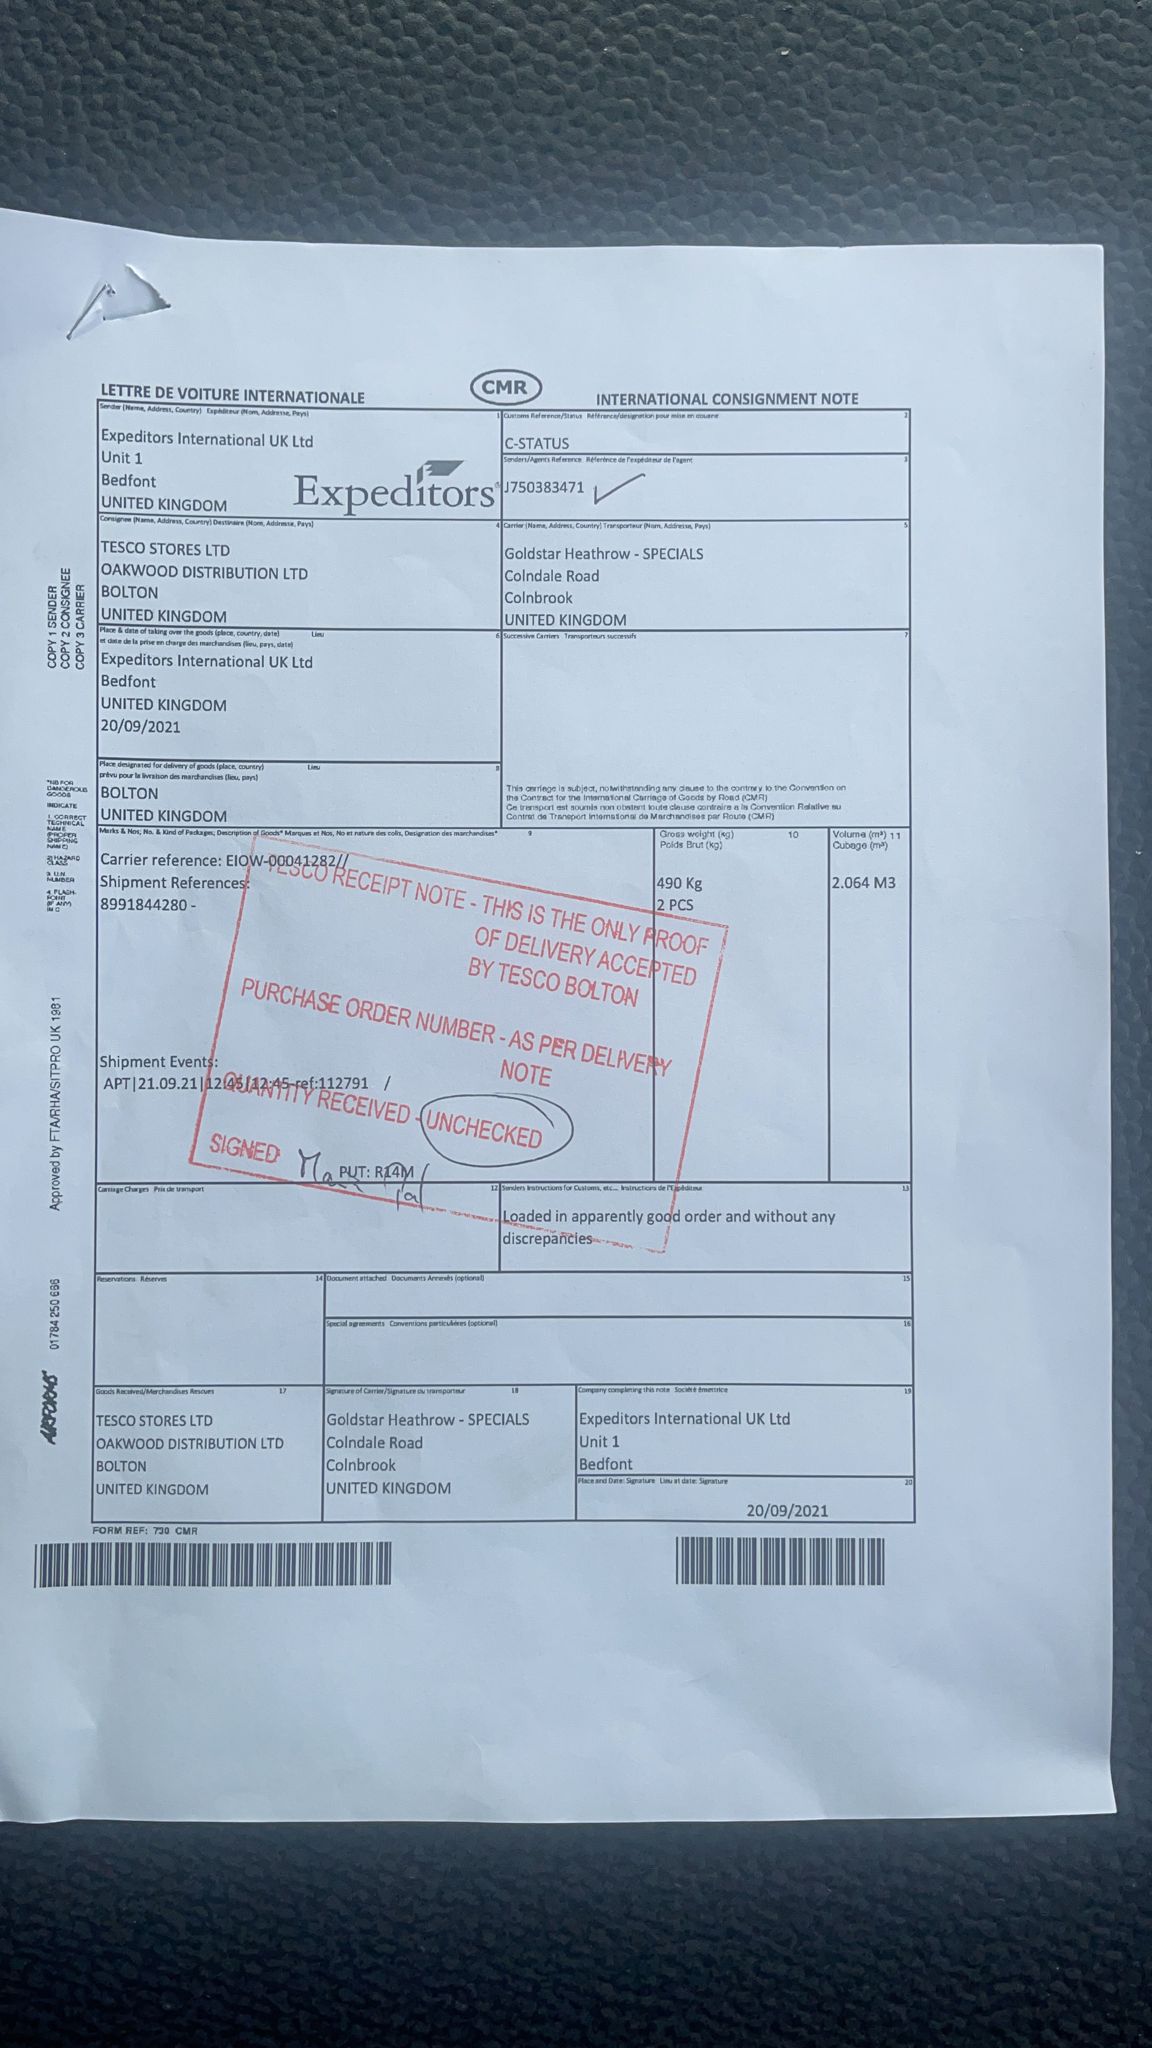 LETTRE DE VOITURE INTERNATIONALE
CMR
INTERNATIONAL CONSIGNMENT NOTE
Sender (Name, Address, Country) Expéditeur (Nom, Addresse, Pays) 1
Expeditors International UK Ltd
Unit 1
Bedfont
UNITED KINGDOM
Expeditors
Customs Reference/Status Référence/désignation pour mise en douane 2
C-STATUS
Senders/Agents Reference Référence de l'expéditeur de l'agent 3
J750383471
Consignee (Name, Address, Country) Destinaire (Nom, Addresse, Pays) 4
TESCO STORES LTD
OAKWOOD DISTRIBUTION LTD
BOLTON
UNITED KINGDOM
Carrier (Name, Address, Country) Transporteur (Nom, Addresse, Pays) 5
Goldstar Heathrow - SPECIALS
Colndale Road
Colnbrook
UNITED KINGDOM
COPY 1 SENDER
COPY 2 CONSIGNEE
COPY 3 CARRIER
Place & date of taking over the goods (place, country, date) Lieu 6
et date de la prise en charge des marchandises (lieu, pays, date)
Expeditors International UK Ltd
Bedfont
UNITED KINGDOM
20/09/2021
Successive Carriers Transporteurs successifs 7
Place designated for delivery of goods (place, country) Lieu 8
prévu pour la livraison des marchandises (lieu, pays)
BOLTON
UNITED KINGDOM
This carriage is subject, notwithstanding any clause to the contrary to the Convention on
the Contract for the International Carriage of Goods by Road (CMR)
Ce transport est soumis non obstant toute clause contraire a la Convention Relative au
Contrat de Transport International de Marchandises par Route (CMR)
*NB FOR
DANGEROUS
GOODS
INDICATE
1. CORRECT
TECHNICAL
NAME
(PROPER
SHIPPING
NAME)
2. HAZARD
CLASS
3. U.N.
NUMBER
4. FLASH-
POINT
(IF ANY)
IN C
Marks & Nos; No. & Kind of Packages; Description of Goods* Marques et Nos, No et nature des colis, Designation des marchandises* 9
Gross weight (kg) 10
Poids Brut (kg)
Volume (m³) 11
Cubage (m³)
Carrier reference: EIOW-00041282//
Shipment References:
8991844280 -
490 Kg
2 PCS
2.064 M3
TESCO RECEIPT NOTE - THIS IS THE ONLY PROOF
OF DELIVERY ACCEPTED
BY TESCO BOLTON
PURCHASE ORDER NUMBER - AS PER DELIVERY
NOTE
Shipment Events:
APT|21.09.21|12:45|12:45-ref:112791 /
QUANTITY RECEIVED - UNCHECKED
SIGNED
PUT: R14M
Approved by FTA/RHA/SITPRO UK 1981
Carriage Charges Prix de transport 12
Senders Instructions for Customs, etc... Instructions de l'Expéditeur 13
Loaded in apparently good order and without any
discrepancies
Reservations Réserves 14
Document attached Documents Annexés (optional) 15
Special agreements Conventions particulières (optional) 16
01784 250 686
AIRFORMS
Goods Received/Merchandises Rescues 17
TESCO STORES LTD
OAKWOOD DISTRIBUTION LTD
BOLTON
UNITED KINGDOM
Signature of Carrier/Signature du transporteur 18
Goldstar Heathrow - SPECIALS
Colndale Road
Colnbrook
UNITED KINGDOM
Company completing this note Société émettrice 19
Expeditors International UK Ltd
Unit 1
Bedfont
Place and Date: Signature Lieu et date: Signature 20
20/09/2021
FORM REF: 730 CMR